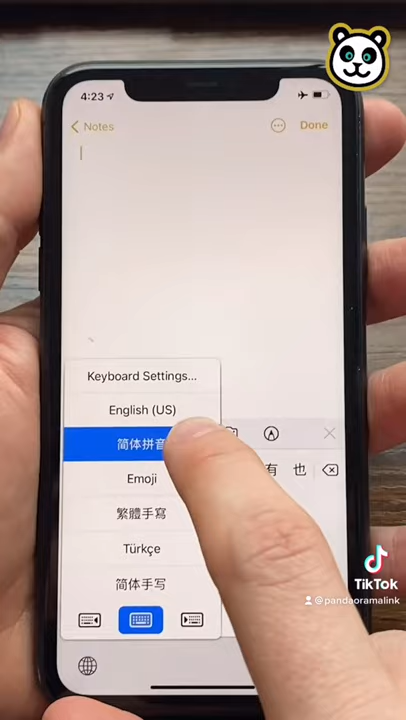 4:23
Notes
Done
Keyboard Settings...
English (US)
简体拼音
Emoji
有 也
繁體手寫
Türkçe
简体手写
TikTok
@pandaoramalink